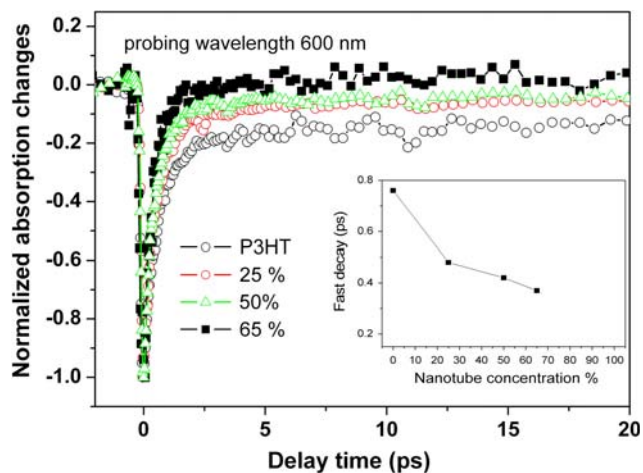 probing wavelength 600 nm
Normalized absorption changes
0.2
0.0
-0.2
-0.4
-0.6
-0.8
-1.0
P3HT
25 %
50%
65 %
Fast decay (ps)
0.8
0.6
0.4
0.2
0 10 20 30 40 50 60 70 80 90 100
Nanotube concentration %
0 5 10 15 20
Delay time (ps)